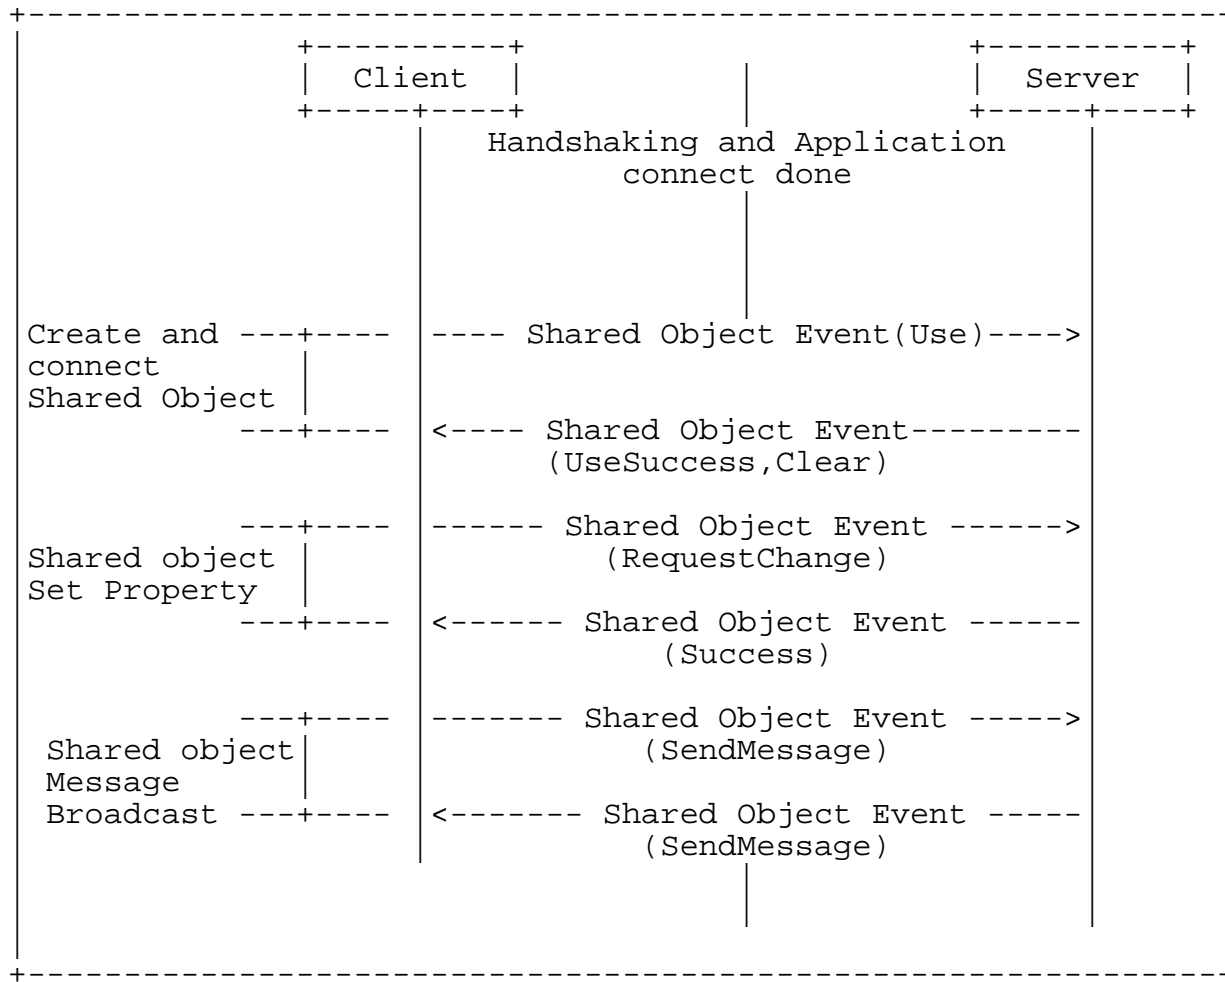 Client Server
Handshaking and Application
connect done
Create and ---+---- ---- Shared Object Event(Use)---->
connect
Shared Object
---+---- <---- Shared Object Event---------
(UseSuccess,Clear)
---+---- ------ Shared Object Event ------>
Shared object (RequestChange)
Set Property
---+---- <------ Shared Object Event ------
(Success)
---+---- ------- Shared Object Event ----->
Shared object (SendMessage)
Message
Broadcast ---+---- <------- Shared Object Event -----
(SendMessage)